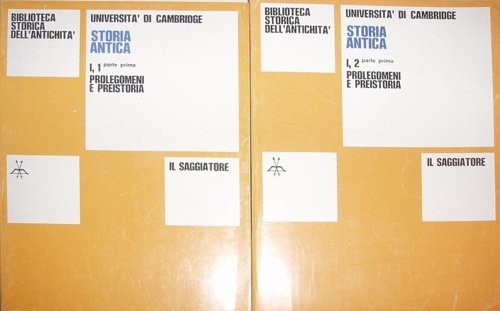 BIBLIOTECA
STORICA
DELL'ANTICHITA'
UNIVERSITA' DI CAMBRIDGE
STORIA
ANTICA
I, 1 parte prima
PROLEGOMENI
E PREISTORIA
IL SAGGIATORE
BIBLIOTECA
STORICA
DELL'ANTICHITA'
UNIVERSITA' DI CAMBRIDGE
STORIA
ANTICA
I, 2 parte prima
PROLEGOMENI
E PREISTORIA
IL SAGGIATORE